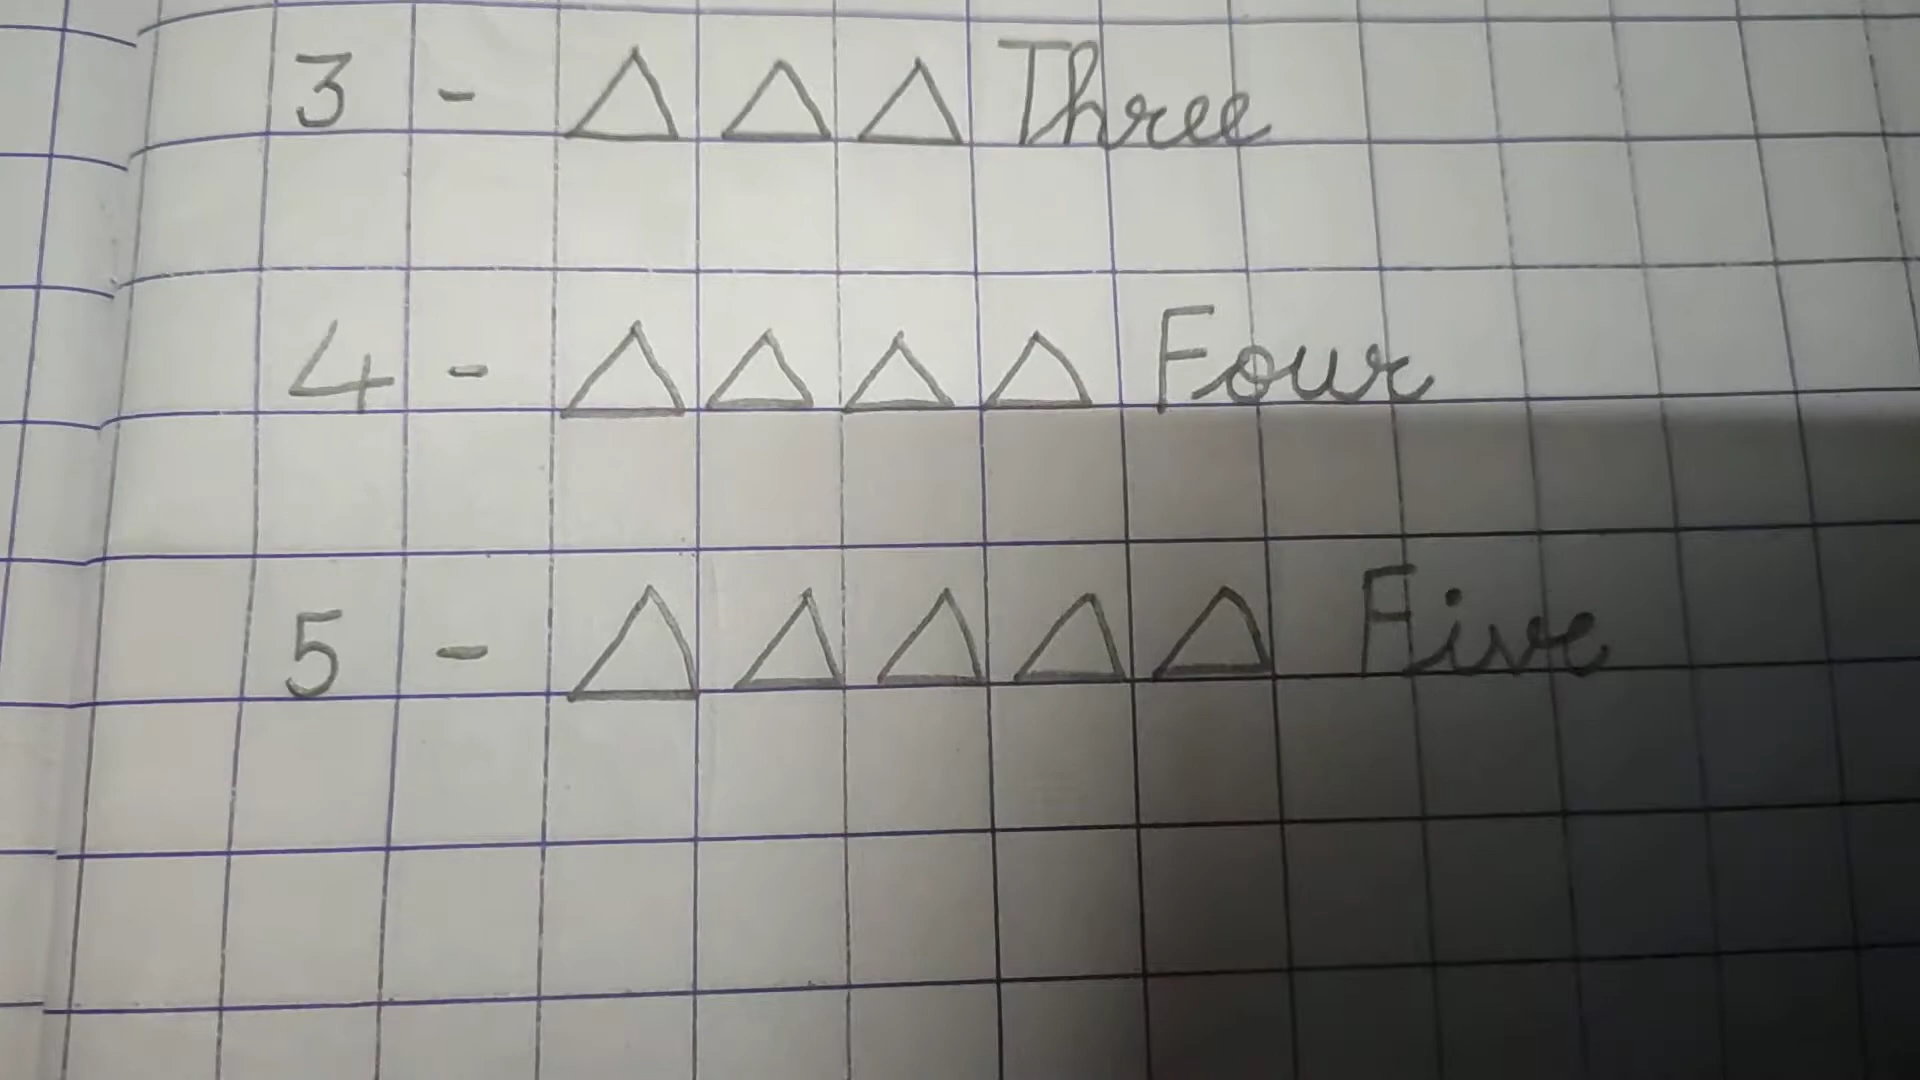 3 - △ △ △ Three
4 - △ △ △ △ Four
5 - △ △ △ △ △ Five